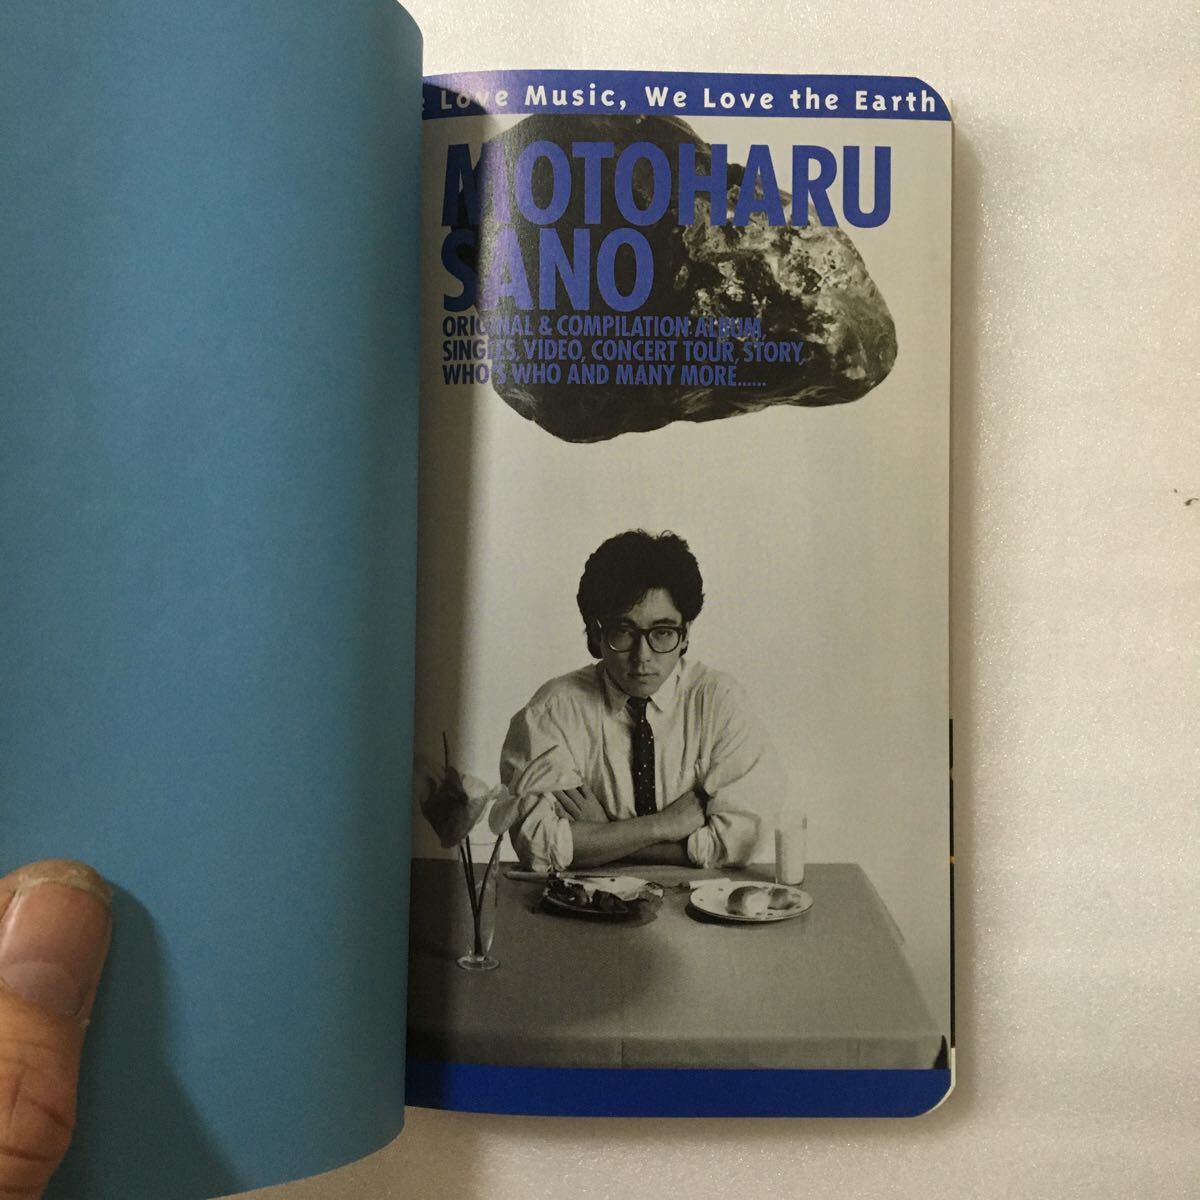 e Love Music, We Love the Earth
MOTOHARU
SANO
ORIGINAL & COMPILATION ALBUM,
SINGLES, VIDEO, CONCERT TOUR, STORY,
WHO'S WHO AND MANY MORE......